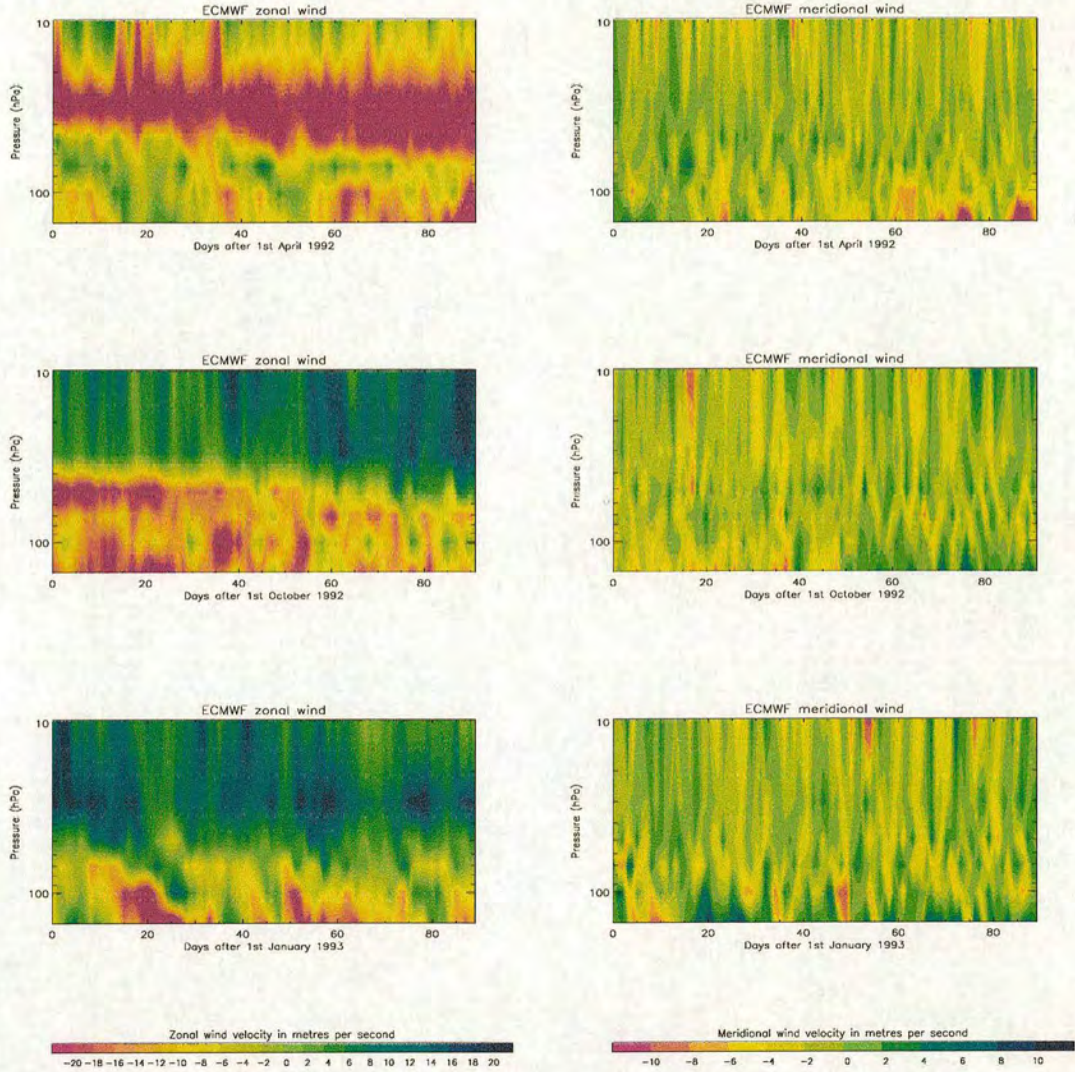 ECMWF zonal wind
10
Pressure (hPa)
100
0 20 40 60 80
Days after 1st April 1992
ECMWF meridional wind
10
Pressure (hPa)
100
0 20 40 60 80
Days after 1st April 1992
ECMWF zonal wind
10
Pressure (hPa)
100
0 20 40 60 80
Days after 1st October 1992
ECMWF meridional wind
10
Pressure (hPa)
100
0 20 40 60 80
Days after 1st October 1992
ECMWF zonal wind
10
Pressure (hPa)
100
0 20 40 60 80
Days after 1st January 1993
ECMWF meridional wind
10
Pressure (hPa)
100
0 20 40 60 80
Days after 1st January 1993
Zonal wind velocity in metres per second
-20 -18 -16 -14 -12 -10 -8 -6 -4 -2 0 2 4 6 8 10 12 14 16 18 20
Meridional wind velocity in metres per second
-10 -8 -6 -4 -2 0 2 4 6 8 10